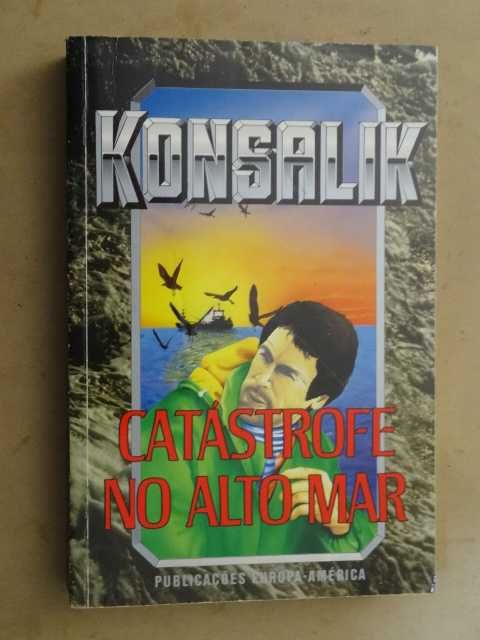 KONSALIK
CATÁSTROFE
NO ALTO MAR
PUBLICAÇÕES EUROPA-AMÉRICA